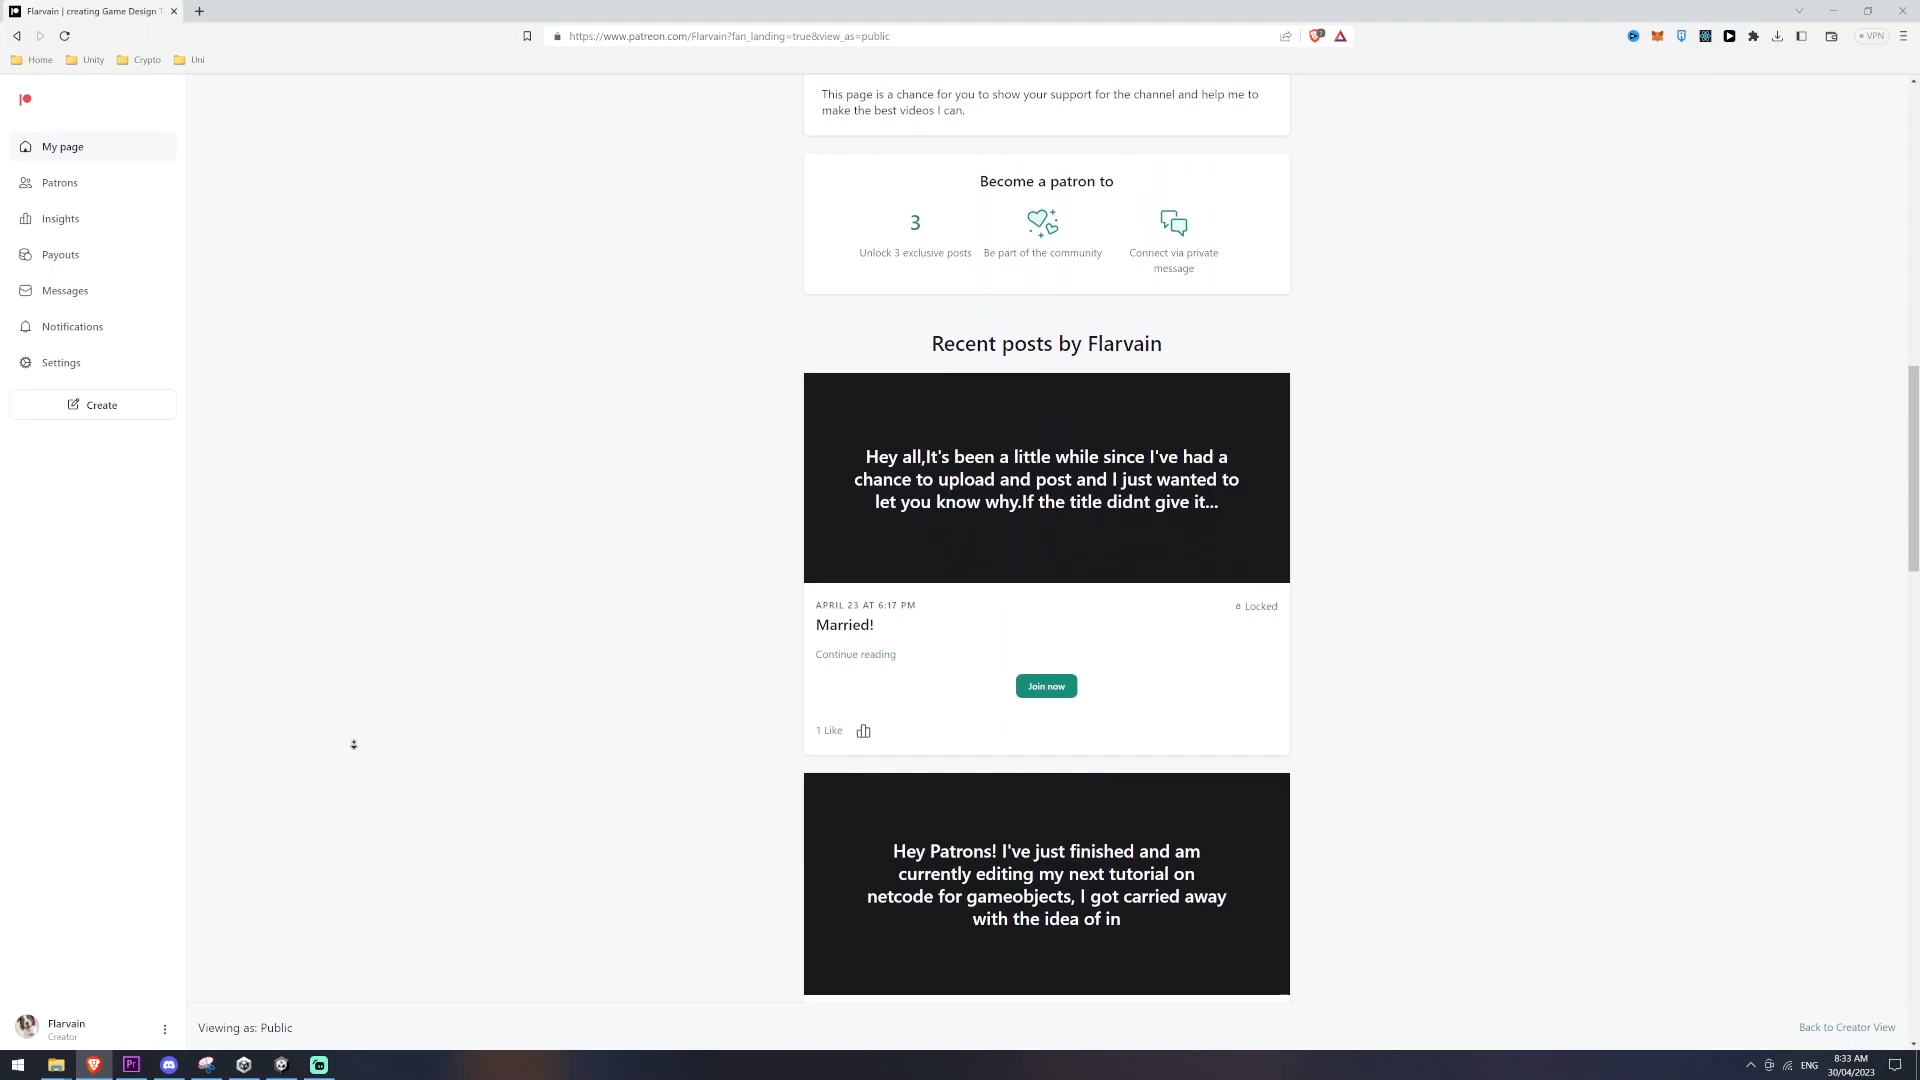 Flarvain | creating Game Design T
https://www.patreon.com/Flarvain?fan_landing=true&view_as=public
VPN
Home
Unity
Crypto
Uni
My page
Patrons
Insights
Payouts
Messages
Notifications
Settings
Create
This page is a chance for you to show your support for the channel and help me to
make the best videos I can.
Become a patron to
3
Unlock 3 exclusive posts
Be part of the community
Connect via private
message
Recent posts by Flarvain
Hey all,It's been a little while since I've had a
chance to upload and post and I just wanted to
let you know why.If the title didnt give it...
APRIL 23 AT 6:17 PM
Locked
Married!
Continue reading
Join now
1 Like
Hey Patrons! I've just finished and am
currently editing my next tutorial on
netcode for gameobjects, I got carried away
with the idea of in
Flarvain
Creator
Viewing as: Public
Back to Creator View
Pr
ENG
8:33 AM
30/04/2023